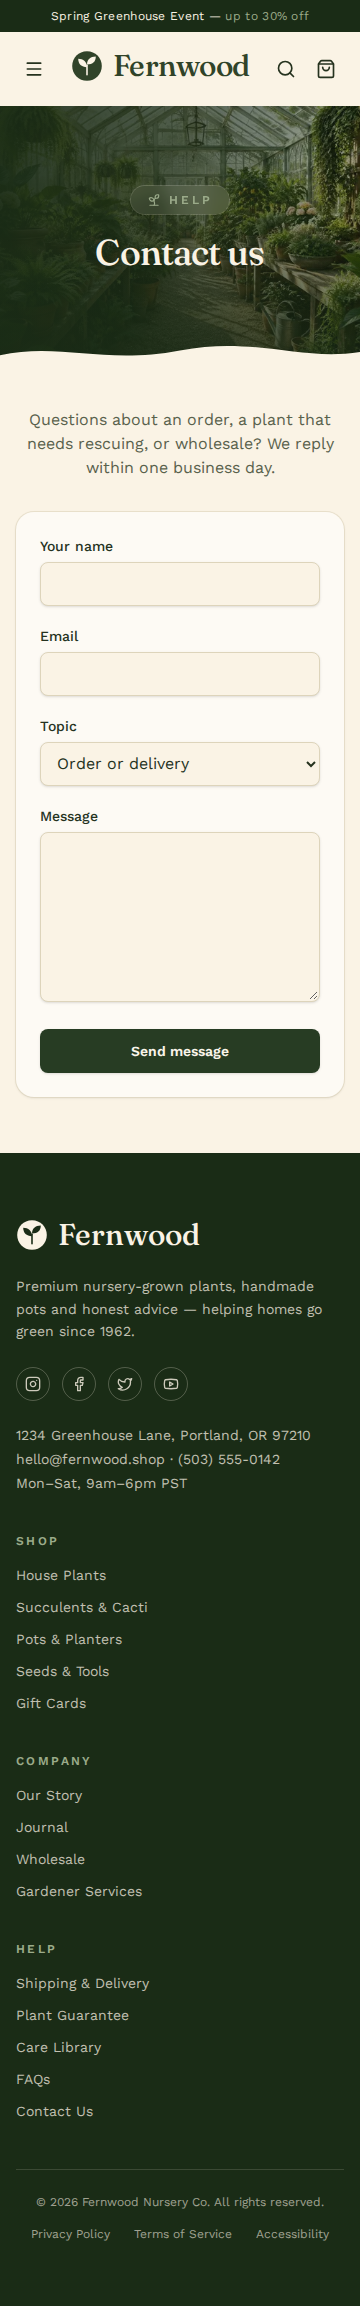 Spring Greenhouse Event — up to 30% off
Fernwood
HELP
Contact us
Questions about an order, a plant that
needs rescuing, or wholesale? We reply
within one business day.
Your name
Email
Topic
Order or delivery
Message
Send message
Fernwood
Premium nursery-grown plants, handmade
pots and honest advice — helping homes go
green since 1962.
1234 Greenhouse Lane, Portland, OR 97210
hello@fernwood.shop · (503) 555-0142
Mon–Sat, 9am–6pm PST
SHOP
House Plants
Succulents & Cacti
Pots & Planters
Seeds & Tools
Gift Cards
COMPANY
Our Story
Journal
Wholesale
Gardener Services
HELP
Shipping & Delivery
Plant Guarantee
Care Library
FAQs
Contact Us
© 2026 Fernwood Nursery Co. All rights reserved.
Privacy Policy Terms of Service Accessibility